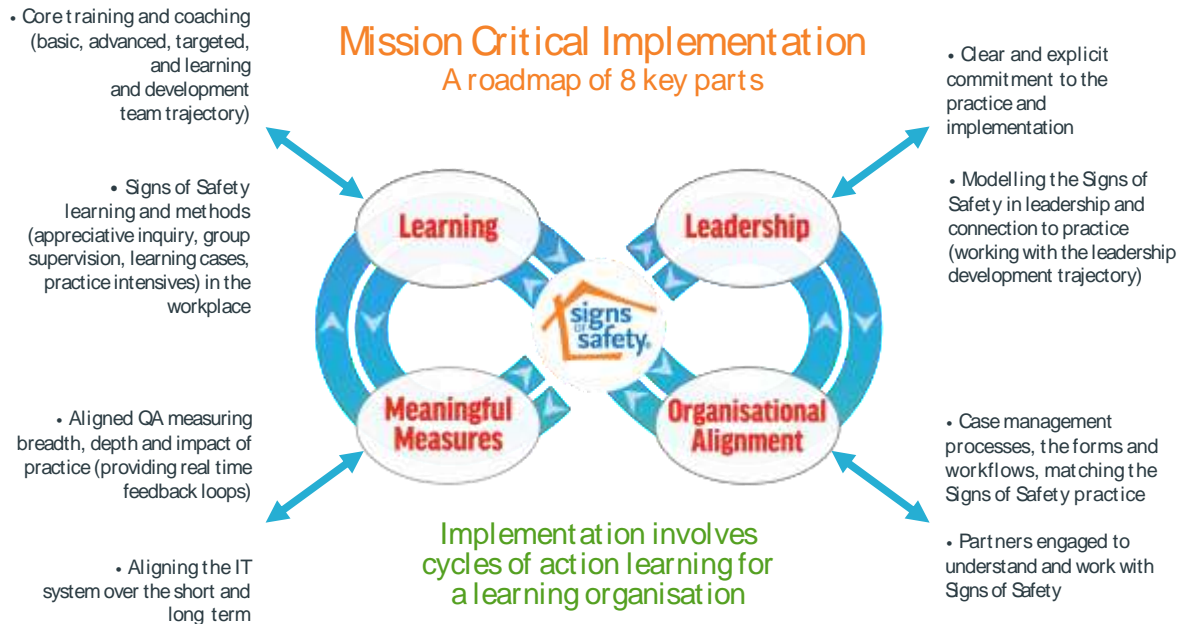 Mission Critical Implementation
A roadmap of 8 key parts
• Core training and coaching
(basic, advanced, targeted,
and learning
and development
team trajectory)
• Signs of Safety
learning and methods
(appreciative inquiry, group
supervision, learning cases,
practice intensives) in the
workplace
• Aligned QA measuring
breadth, depth and impact of
practice (providing real time
feedback loops)
• Aligning the IT
system over the short and
long term
Learning
Leadership
signs
of
safety®
Meaningful
Measures
Organisational
Alignment
• Clear and explicit
commitment to the
practice and
implementation
• Modelling the Signs of
Safety in leadership and
connection to practice
(working with the leadership
development trajectory)
• Case management
processes, the forms and
workflows, matching the
Signs of Safety practice
• Partners engaged to
understand and work with
Signs of Safety
Implementation involves
cycles of action learning for
a learning organisation